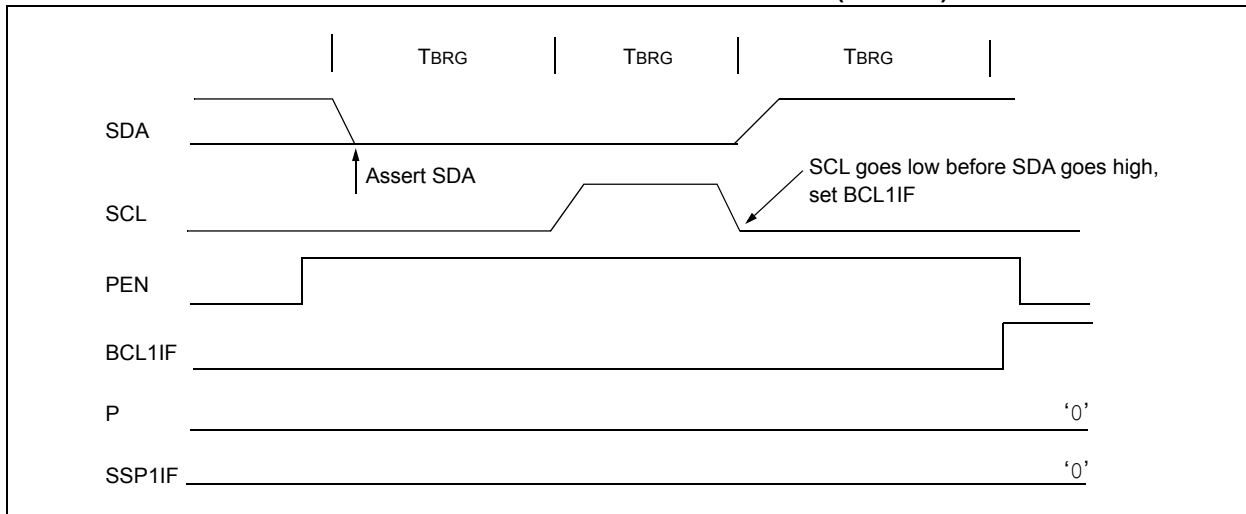 TBRG TBRG TBRG
SDA
Assert SDA
SCL goes low before SDA goes high,
set BCL1IF
SCL
PEN
BCL1IF
P
‘0’
SSP1IF
‘0’